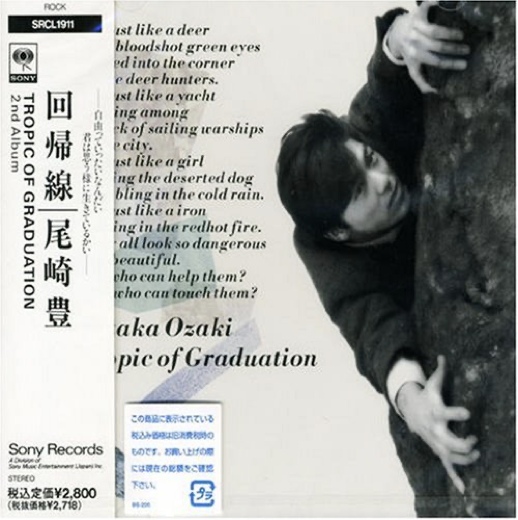 ROCK
SRCL1911
SONY
回帰線|尾崎豊
TROPIC OF GRADUATION
2nd Album
——自由っていったいなんだい
君は思う様に生きているかい——
Sony Records
A Division of
Sony Music Entertainment (Japan) Inc.
STEREO
税込定価¥2,800
(税抜価格¥2,718)
ust like a deer
bloodshot green eyes
ed into the corner
e deer hunters.
ust like a yacht
ing among
ck of sailing warships
e city.
ust like a girl
ing the deserted dog
bling in the cold rain.
ust like a iron
ing in the redhot fire.
all look so dangerous
beautiful.
who can help them?
who can touch them?
aka Ozaki
opic of Graduation
この商品に表示されている
税込み価格は旧消費税時の
ものです。お買い上げの際
には現在の総額をご確認
下さい。
プラ